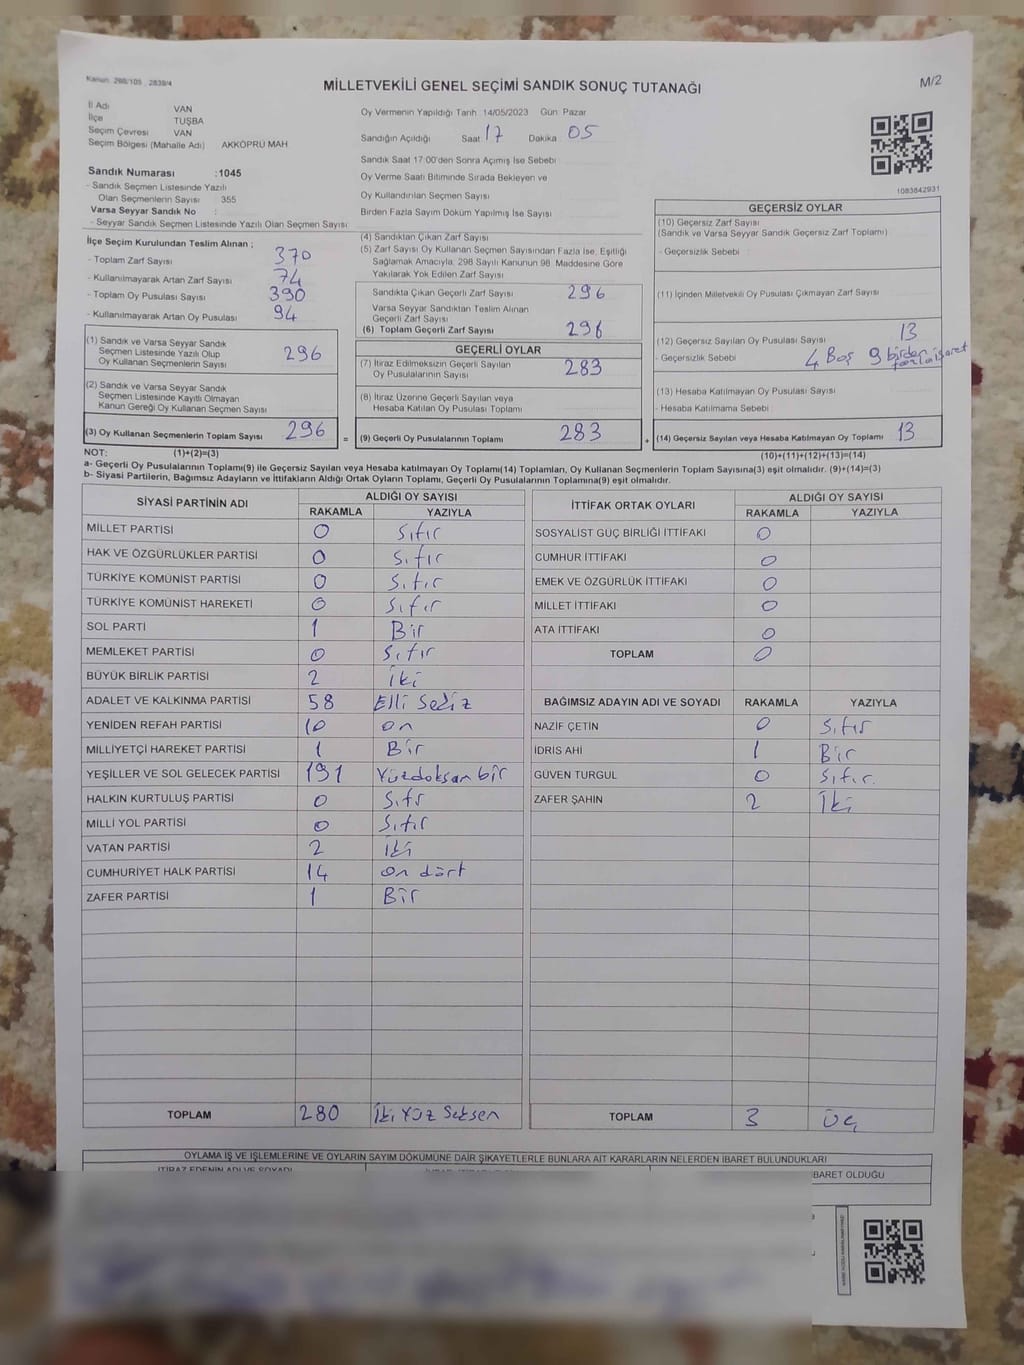 Kanun: 298/105 , 2839/4
MİLLETVEKİLİ GENEL SEÇİMİ SANDIK SONUÇ TUTANAĞI
M/2
İl Adı VAN
İlçe TUŞBA
Seçim Çevresi VAN
Seçim Bölgesi (Mahalle Adı) AKKÖPRÜ MAH
Sandık Numarası :1045
- Sandık Seçmen Listesinde Yazılı
Olan Seçmenlerin Sayısı 355
Varsa Seyyar Sandık No :
- Seyyar Sandık Seçmen Listesinde Yazılı Olan Seçmen Sayısı
Oy Vermenin Yapıldığı Tarih 14/05/2023 Gün Pazar
Sandığın Açıldığı Saat 17 Dakika 05
Sandık Saat 17:00'den Sonra Açılmış İse Sebebi
Oy Verme Saati Bitiminde Sırada Bekleyen ve
Oy Kullandırılan Seçmen Sayısı
Birden Fazla Sayım Döküm Yapılmış İse Sayısı
1083842931
İlçe Seçim Kurulundan Teslim Alınan ;
- Toplam Zarf Sayısı 370
- Kullanılmayarak Artan Zarf Sayısı 74
- Toplam Oy Pusulası Sayısı 390
- Kullanılmayarak Artan Oy Pusulası 94
(1) Sandık ve Varsa Seyyar Sandık
Seçmen Listesinde Yazılı Olup
Oy Kullanan Seçmenlerin Sayısı 296
(2) Sandık ve Varsa Seyyar Sandık
Seçmen Listesinde Kayıtlı Olmayan
Kanun Gereği Oy Kullanan Seçmen Sayısı
(3) Oy Kullanan Seçmenlerin Toplam Sayısı 296
(4) Sandıktan Çıkan Zarf Sayısı
(5) Zarf Sayısı Oy Kullanan Seçmen Sayısından Fazla İse, Eşitliği
Sağlamak Amacıyla, 298 Sayılı Kanunun 98. Maddesine Göre
Yakılarak Yok Edilen Zarf Sayısı
Sandıkta Çıkan Geçerli Zarf Sayısı 296
Varsa Seyyar Sandıktan Teslim Alınan
Geçerli Zarf Sayısı
(6) Toplam Geçerli Zarf Sayısı 296
GEÇERLİ OYLAR
(7) İtiraz Edilmeksizin Geçerli Sayılan
Oy Pusulalarının Sayısı 283
(8) İtiraz Üzerine Geçerli Sayılan veya
Hesaba Katılan Oy Pusulası Toplamı
= (9) Geçerli Oy Pusulalarının Toplamı 283
GEÇERSİZ OYLAR
(10) Geçersiz Zarf Sayısı
(Sandık ve Varsa Seyyar Sandık Geçersiz Zarf Toplamı)
- Geçersizlik Sebebi :
(11) İçinden Milletvekili Oy Pusulası Çıkmayan Zarf Sayısı
(12) Geçersiz Sayılan Oy Pusulası Sayısı 13
- Geçersizlik Sebebi 4 Boş 9 birden fazla işaret
(13) Hesaba Katılmayan Oy Pusulası Sayısı
- Hesaba Katılmama Sebebi :
+ (14) Geçersiz Sayılan veya Hesaba Katılmayan Oy Toplamı 13
NOT: (1)+(2)=(3)
(10)+(11)+(12)+(13)=(14)
a- Geçerli Oy Pusulalarının Toplamı(9) ile Geçersiz Sayılan veya Hesaba katılmayan Oy Toplamı(14) Toplamları, Oy Kullanan Seçmenlerin Toplam Sayısına(3) eşit olmalıdır. (9)+(14)=(3)
b- Siyasi Partilerin, Bağımsız Adayların ve İttifakların Aldığı Ortak Oyların Toplamı, Geçerli Oy Pusulalarının Toplamına(9) eşit olmalıdır.
SİYASİ PARTİNİN ADI ALDIĞI OY SAYISI
RAKAMLA YAZIYLA
MİLLET PARTİSİ 0 Sıfır
HAK VE ÖZGÜRLÜKLER PARTİSİ 0 Sıfır
TÜRKİYE KOMÜNİST PARTİSİ 0 Sıfır
TÜRKİYE KOMÜNİST HAREKETİ 0 Sıfır
SOL PARTİ 1 Bir
MEMLEKET PARTİSİ 0 Sıfır
BÜYÜK BİRLİK PARTİSİ 2 İki
ADALET VE KALKINMA PARTİSİ 58 Elli Sekiz
YENİDEN REFAH PARTİSİ 10 On
MİLLİYETÇİ HAREKET PARTİSİ 1 Bir
YEŞİLLER VE SOL GELECEK PARTİSİ 191 Yüzdoksan bir
HALKIN KURTULUŞ PARTİSİ 0 Sıfr
MİLLİ YOL PARTİSİ 0 Sıfır
VATAN PARTİSİ 2 İki
CUMHURİYET HALK PARTİSİ 14 On dört
ZAFER PARTİSİ 1 Bir
TOPLAM 280 İki Yüz Seksen
İTTİFAK ORTAK OYLARI ALDIĞI OY SAYISI
RAKAMLA YAZIYLA
SOSYALİST GÜÇ BİRLİĞİ İTTİFAKI 0
CUMHUR İTTİFAKI 0
EMEK VE ÖZGÜRLÜK İTTİFAKI 0
MİLLET İTTİFAKI 0
ATA İTTİFAKI 0
TOPLAM 0
BAĞIMSIZ ADAYIN ADI VE SOYADI RAKAMLA YAZIYLA
NAZİF ÇETİN 0 Sıfır
İDRİS AHİ 1 Bir
GÜVEN TURGUL 0 Sıfır.
ZAFER ŞAHİN 2 İki
TOPLAM 3 Üç
OYLAMA İŞ VE İŞLEMLERİNE VE OYLARIN SAYIM DÖKÜMÜNE DAİR ŞİKAYETLERLE BUNLARA AİT KARARLARIN NELERDEN İBARET BULUNDUKLARI
İTİRAZ EDENİN ADI VE SOYADI
İBARET OLDUĞU